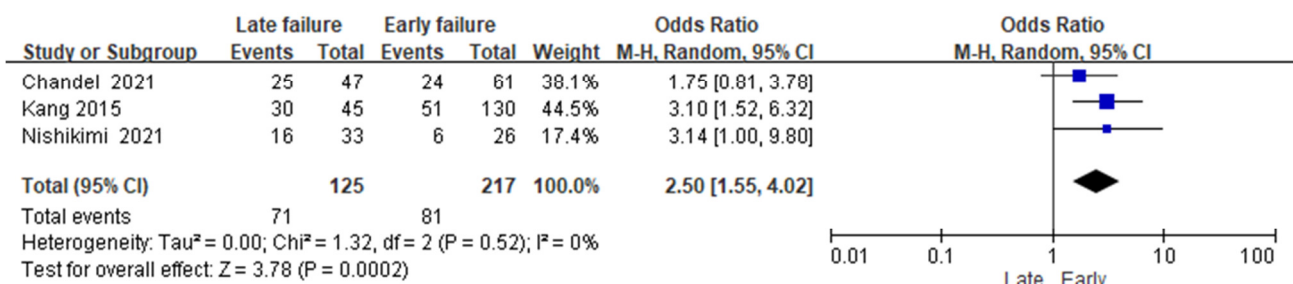 Late failure Early failure Odds Ratio Odds Ratio
Study or Subgroup Events Total Events Total Weight M-H, Random, 95% CI M-H, Random, 95% CI
Chandel 2021 25 47 24 61 38.1% 1.75 [0.81, 3.78]
Kang 2015 30 45 51 130 44.5% 3.10 [1.52, 6.32]
Nishikimi 2021 16 33 6 26 17.4% 3.14 [1.00, 9.80]
Total (95% CI) 125 217 100.0% 2.50 [1.55, 4.02]
Total events 71 81
Heterogeneity: Tau² = 0.00; Chi² = 1.32, df = 2 (P = 0.52); I² = 0%
Test for overall effect: Z = 3.78 (P = 0.0002)
0.01 0.1 1 10 100
Late Early